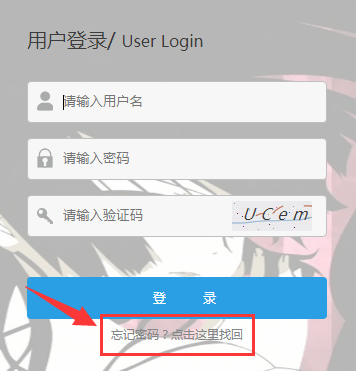 用户登录/ User Login
请输入用户名
请输入密码
请输入验证码 UCem
登 录
忘记密码？点击这里找回